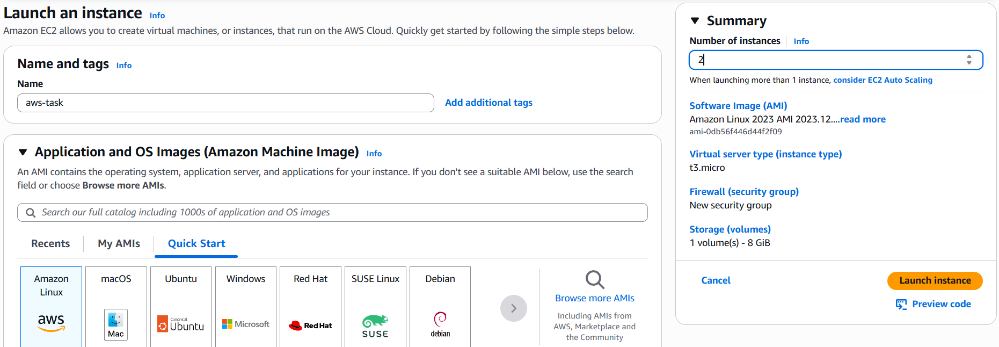 Launch an instance Info
Amazon EC2 allows you to create virtual machines, or instances, that run on the AWS Cloud. Quickly get started by following the simple steps below.
Name and tags Info
Name
aws-task
Add additional tags
Application and OS Images (Amazon Machine Image) Info
An AMI contains the operating system, application server, and applications for your instance. If you don't see a suitable AMI below, use the search
field or choose Browse more AMIs.
Search our full catalog including 1000s of application and OS images
Recents
My AMIs
Quick Start
Amazon
Linux
aws
macOS
Mac
Ubuntu
Canonical
Ubuntu
Windows
Microsoft
Red Hat
Red Hat
SUSE Linux
SUSE
Debian
debian
Browse more AMIs
Including AMIs from
AWS, Marketplace and
the Community
Summary
Number of instances Info
2
When launching more than 1 instance, consider EC2 Auto Scaling
Software Image (AMI)
Amazon Linux 2023 AMI 2023.12....read more
ami-0db56f446d44f2f09
Virtual server type (instance type)
t3.micro
Firewall (security group)
New security group
Storage (volumes)
1 volume(s) - 8 GiB
Cancel
Launch instance
Preview code